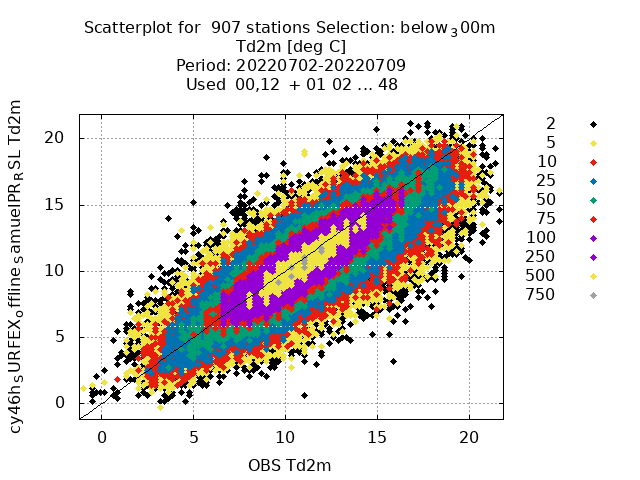 Scatterplot for 907 stations Selection: below₃00m
Td2m [deg C]
Period: 20220702-20220709
Used 00,12 + 01 02 ... 48
cy46hₛURFEXₒffilineₛamuelPRᵣSL Td2m
20
15
10
5
0
0 5 10 15 20
OBS Td2m
2
5
10
25
50
75
100
250
500
750